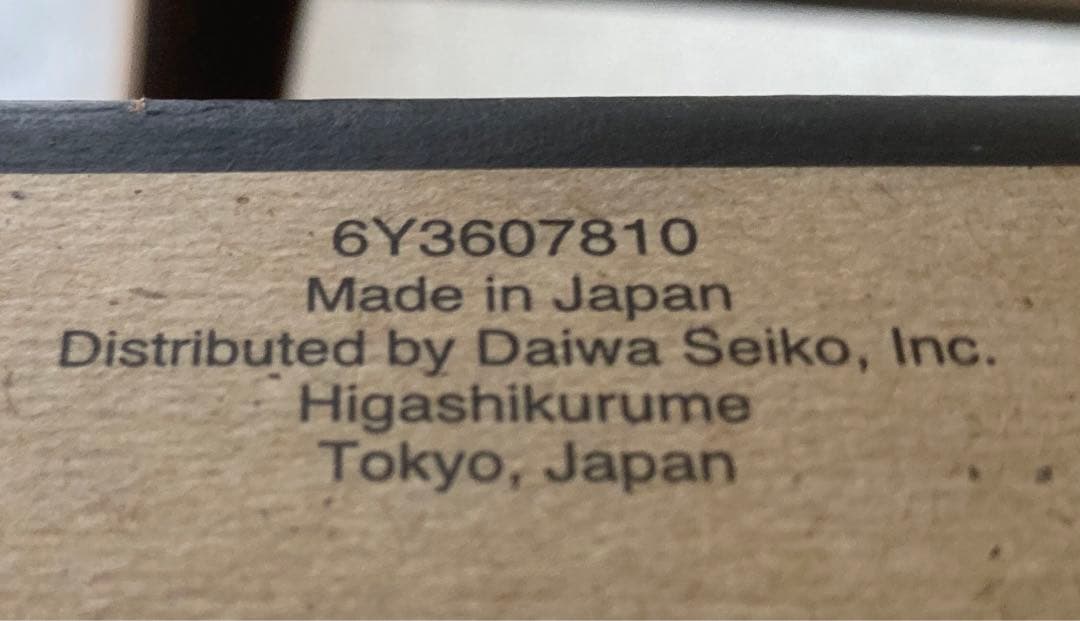 6Y3607810
Made in Japan
Distributed by Daiwa Seiko, Inc.
Higashikurume
Tokyo, Japan